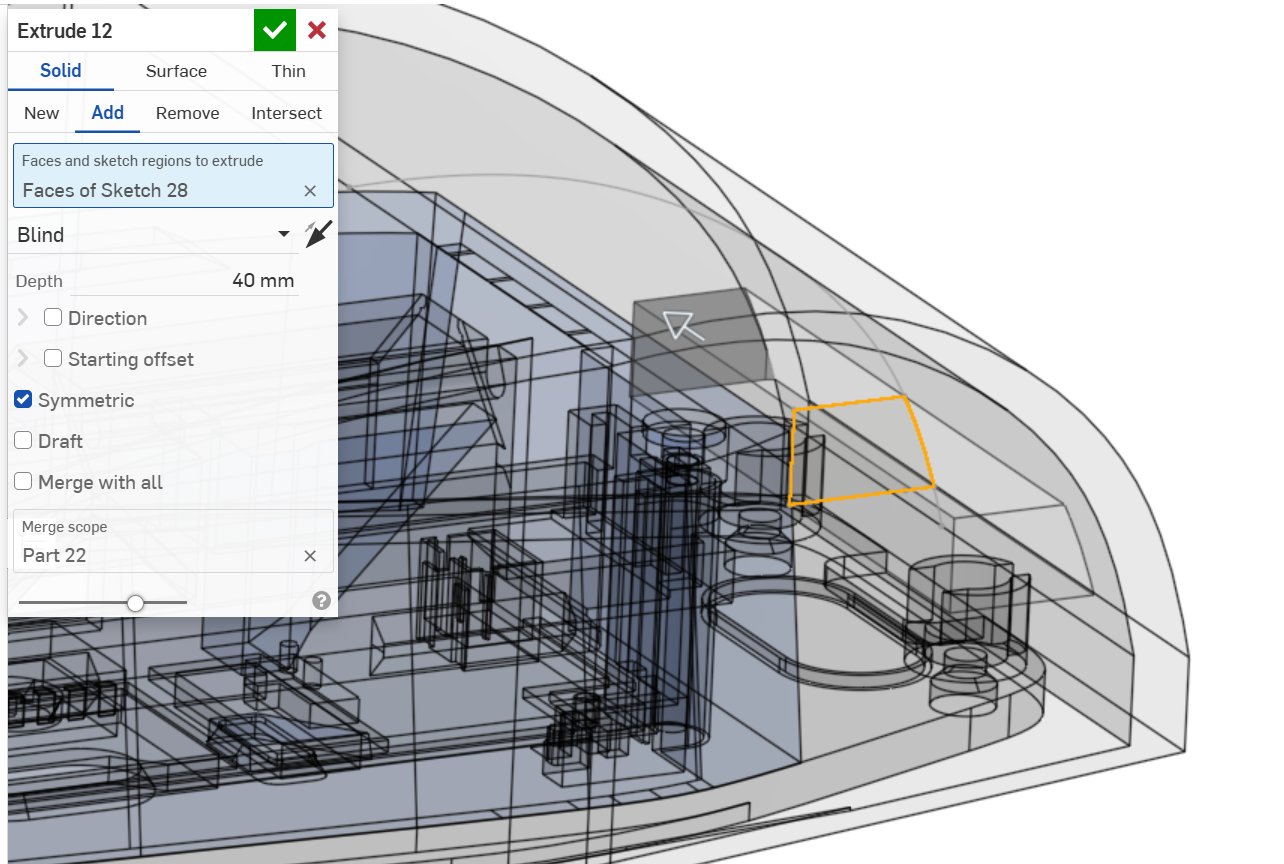 Extrude 12
Solid Surface Thin
New Add Remove Intersect
Faces and sketch regions to extrude
Faces of Sketch 28
Blind
Depth 40 mm
Direction
Starting offset
Symmetric
Draft
Merge with all
Merge scope
Part 22